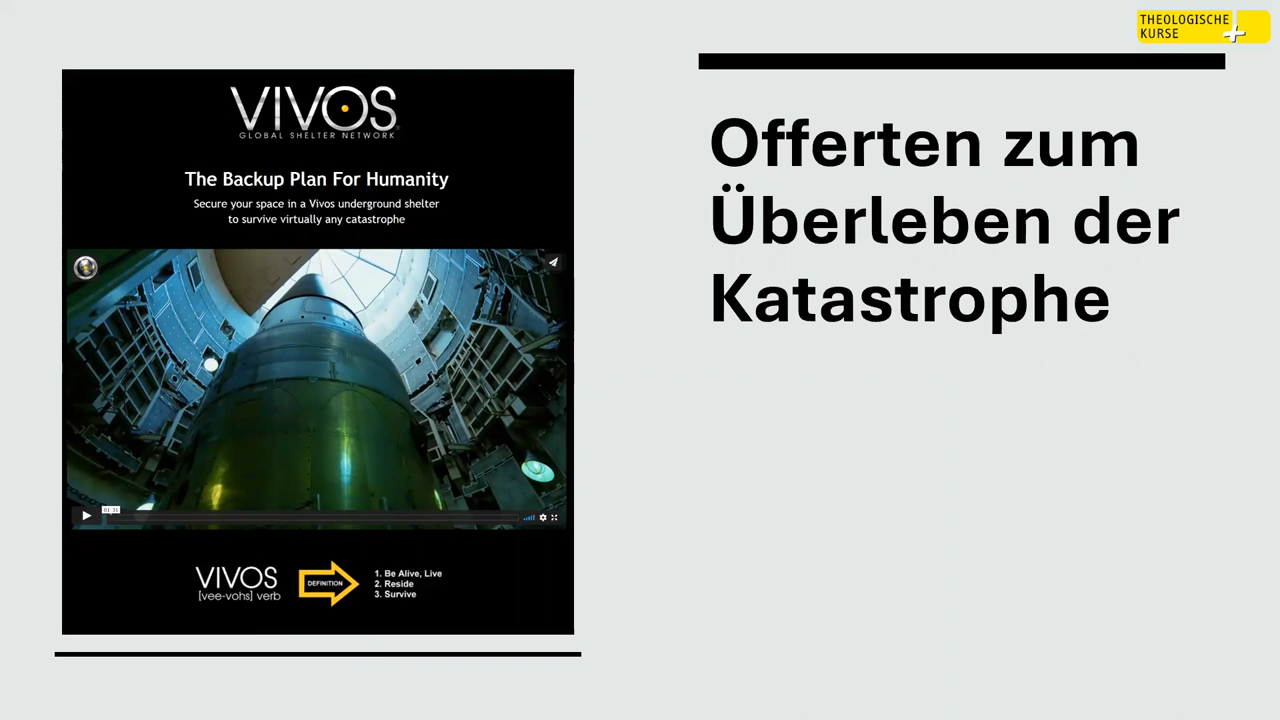 THEOLOGISCHE
KURSE
VIVOS
GLOBAL SHELTER NETWORK
The Backup Plan For Humanity
Secure your space in a Vivos underground shelter
to survive virtually any catastrophe
01:31
VIVOS
[vee-vohs] verb
DEFINITION
1. Be Alive, Live
2. Reside
3. Survive
Offerten zum
Überleben der
Katastrophe